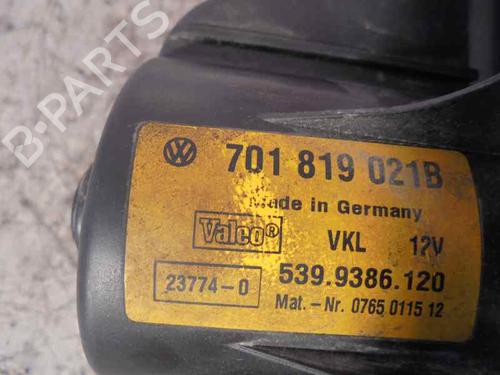 B-PARTS
701 819 021B
Made in Germany
Valeo® VKL 12V
23774-0 539.9386.120
Mat.-Nr. 0765 0115 12